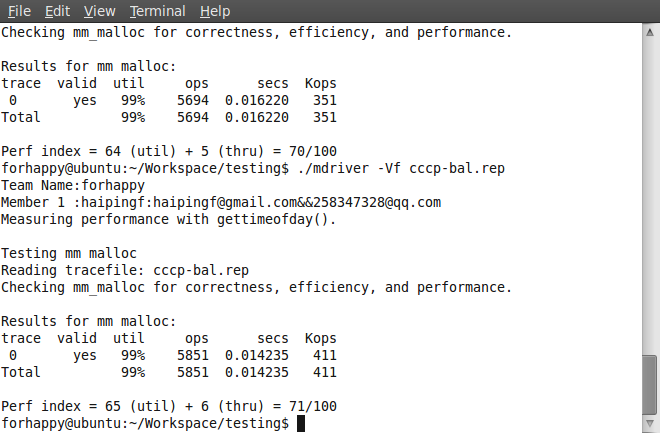 File Edit View Terminal Help
Checking mm_malloc for correctness, efficiency, and performance.
Results for mm malloc:
trace valid util ops secs Kops
0 yes 99% 5694 0.016220 351
Total 99% 5694 0.016220 351
Perf index = 64 (util) + 5 (thru) = 70/100
forhappy@ubuntu:~/Workspace/testing$ ./mdriver -Vf cccp-bal.rep
Team Name:forhappy
Member 1 :haipingf:haipingf@gmail.com&&258347328@qq.com
Measuring performance with gettimeofday().
Testing mm malloc
Reading tracefile: cccp-bal.rep
Checking mm_malloc for correctness, efficiency, and performance.
Results for mm malloc:
trace valid util ops secs Kops
0 yes 99% 5851 0.014235 411
Total 99% 5851 0.014235 411
Perf index = 65 (util) + 6 (thru) = 71/100
forhappy@ubuntu:~/Workspace/testing$